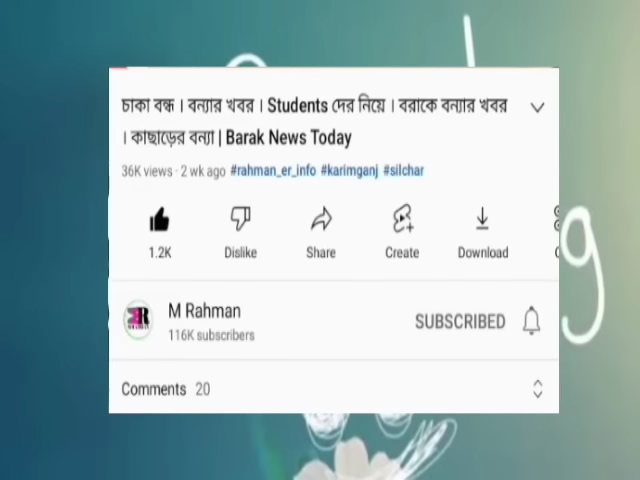 চাকা বন্ধ । বন্যার খবর । Students দের নিয়ে । বরাকে বন্যার খবর
। কাছাড়ের বন্যা | Barak News Today
36K views · 2 wk ago #rahman_er_info #karimganj #silchar
1.2K Dislike Share Create Download
M Rahman
116K subscribers
SUBSCRIBED
Comments 20